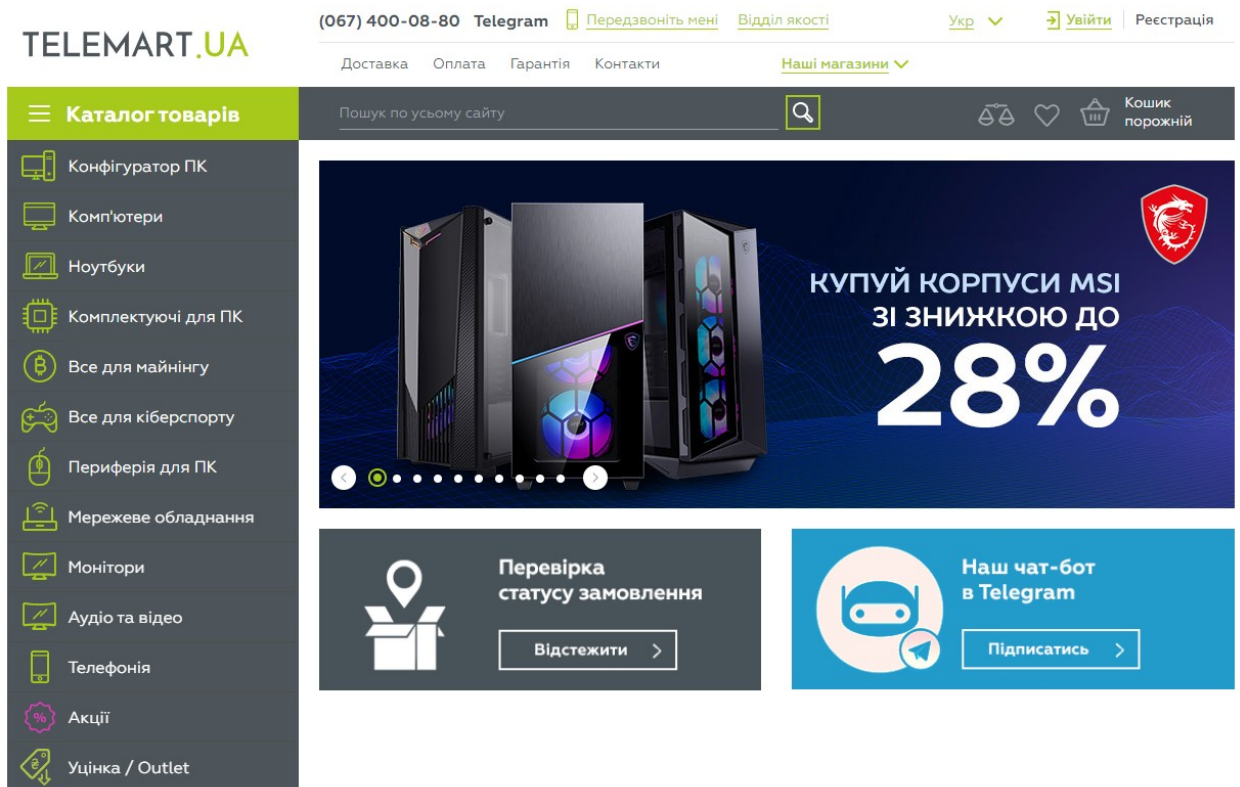 TELEMART.UA
(067) 400-08-80 Telegram Передзвоніть мені Відділ якості Укр Увійти Реєстрація
Доставка Оплата Гарантія Контакти Наші магазини
Каталог товарів
Пошук по усьому сайту
Кошик
порожній
Конфігуратор ПК
Комп'ютери
Ноутбуки
Комплектуючі для ПК
Все для майнінгу
Все для кіберспорту
Периферія для ПК
Мережеве обладнання
Монітори
Аудіо та відео
Телефонія
% Акції
Уцінка / Outlet
КУПУЙ КОРПУСИ MSI
ЗІ ЗНИЖКОЮ ДО
28%
Перевірка
статусу замовлення
Відстежити
Наш чат-бот
в Telegram
Підписатись